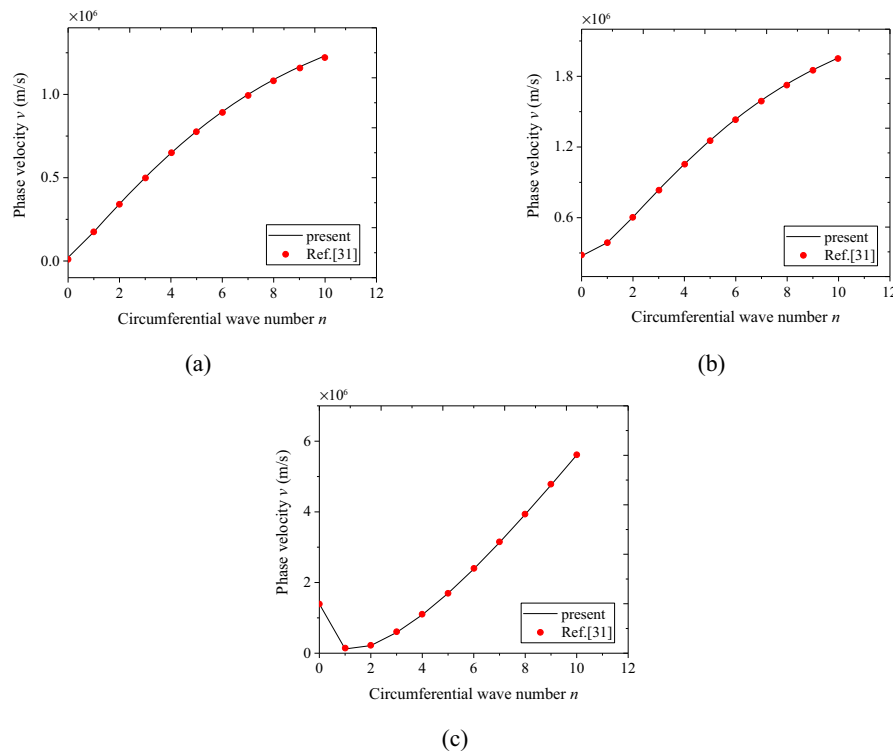 ×10⁶
Phase velocity v (m/s)
1.0
0.5
0.0
present
Ref.[31]
0 2 4 6 8 10 12
Circumferential wave number n
(a)
×10⁶
Phase velocity v (m/s)
1.8
1.2
0.6
present
Ref.[31]
0 2 4 6 8 10 12
Circumferential wave number n
(b)
×10⁶
Phase velocity v (m/s)
6
4
2
0
present
Ref.[31]
0 2 4 6 8 10 12
Circumferential wave number n
(c)